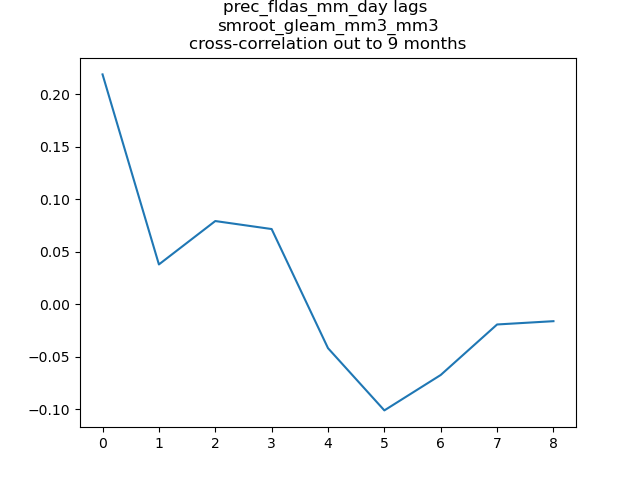 prec_fldas_mm_day lags
smroot_gleam_mm3_mm3
cross-correlation out to 9 months
0.20
0.15
0.10
0.05
0.00
−0.05
−0.10
0 1 2 3 4 5 6 7 8